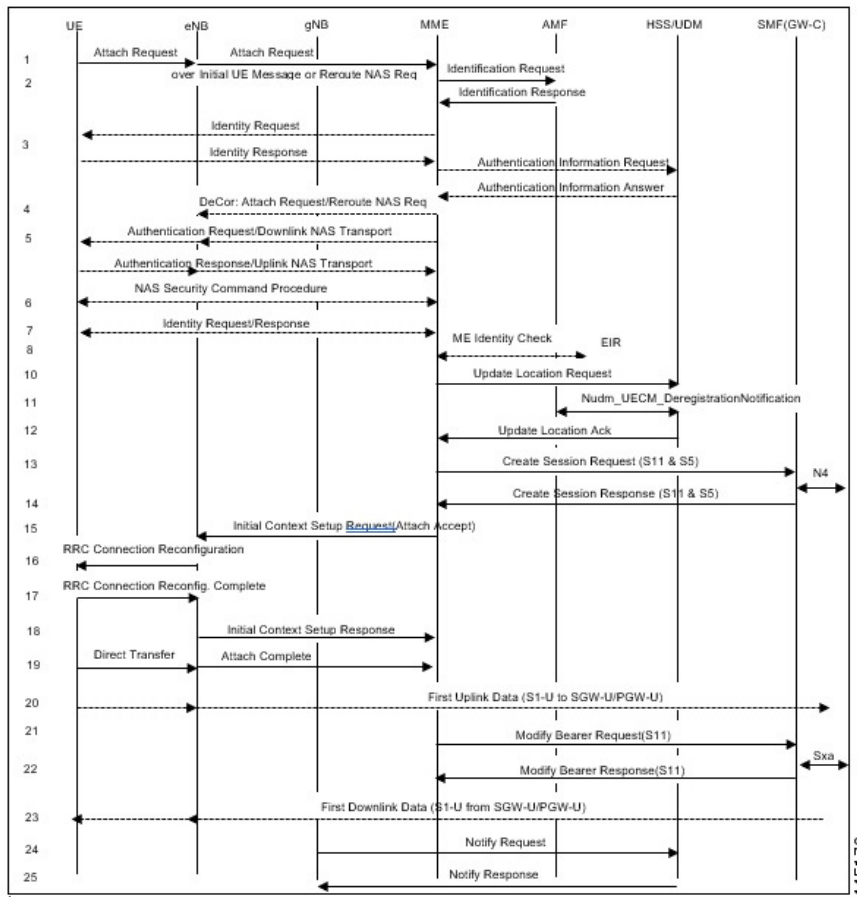 UE eNB gNB MME AMF HSS/UDM SMF(GW-C)
1 Attach Request Attach Request
over Initial UE Message or Reroute NAS Req Identification Request
2
Identification Response
Identity Request
3
Identity Response Authentication Information Request
Authentication Information Answer
DeCor: Attach Request/Reroute NAS Req
4
5 Authentication Request/Downlink NAS Transport
Authentication Response/Uplink NAS Transport
NAS Security Command Procedure
6
7 Identity Request/Response
8 ME Identity Check EIR
10 Update Location Request
11 Nudm_UECM_DeregistrationNotification
12 Update Location Ack
13 Create Session Request (S11 & S5)
N4
14 Create Session Response (S11 & S5)
15 Initial Context Setup Request(Attach Accept)
RRC Connection Reconfiguration
16
RRC Connection Reconfig. Complete
17
18 Initial Context Setup Response
19 Direct Transfer Attach Complete
20 First Uplink Data (S1-U to SGW-U/PGW-U)
21 Modify Bearer Request(S11)
Sxa
22 Modify Bearer Response(S11)
23 First Downlink Data (S1-U from SGW-U/PGW-U)
24 Notify Request
25 Notify Response